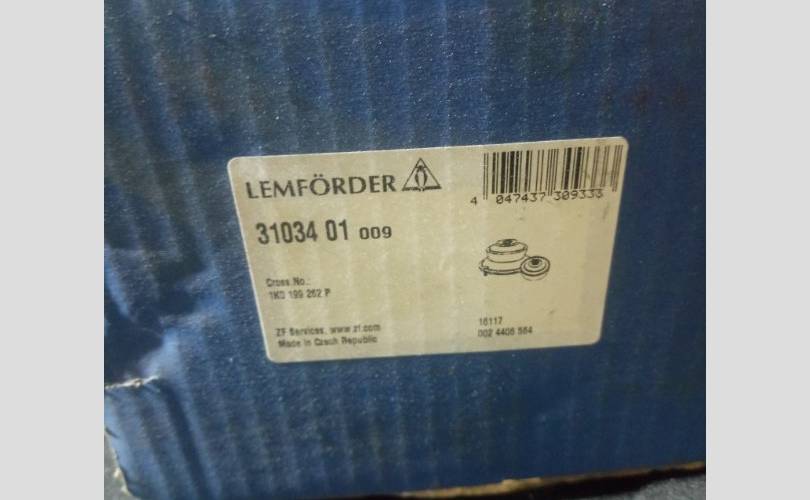 LEMFÖRDER
4 047437 309333
31034 01 009
Cross No.:
1K0 199 262 P
16117
ZF Services, www.zf.com
002 4406 564
Made in Czech Republic